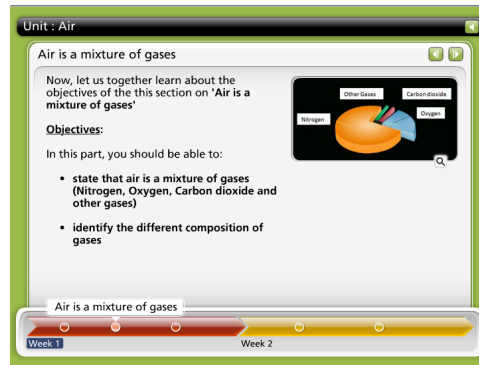 Unit : Air
Air is a mixture of gases
Now, let us together learn about the
objectives of the this section on 'Air is a
mixture of gases'
Objectives:
In this part, you should be able to:
• state that air is a mixture of gases
(Nitrogen, Oxygen, Carbon dioxide and
other gases)
• identify the different composition of
gases
Other Gases
Carbon dioxide
Nitrogen
Oxygen
Air is a mixture of gases
Week 1
Week 2